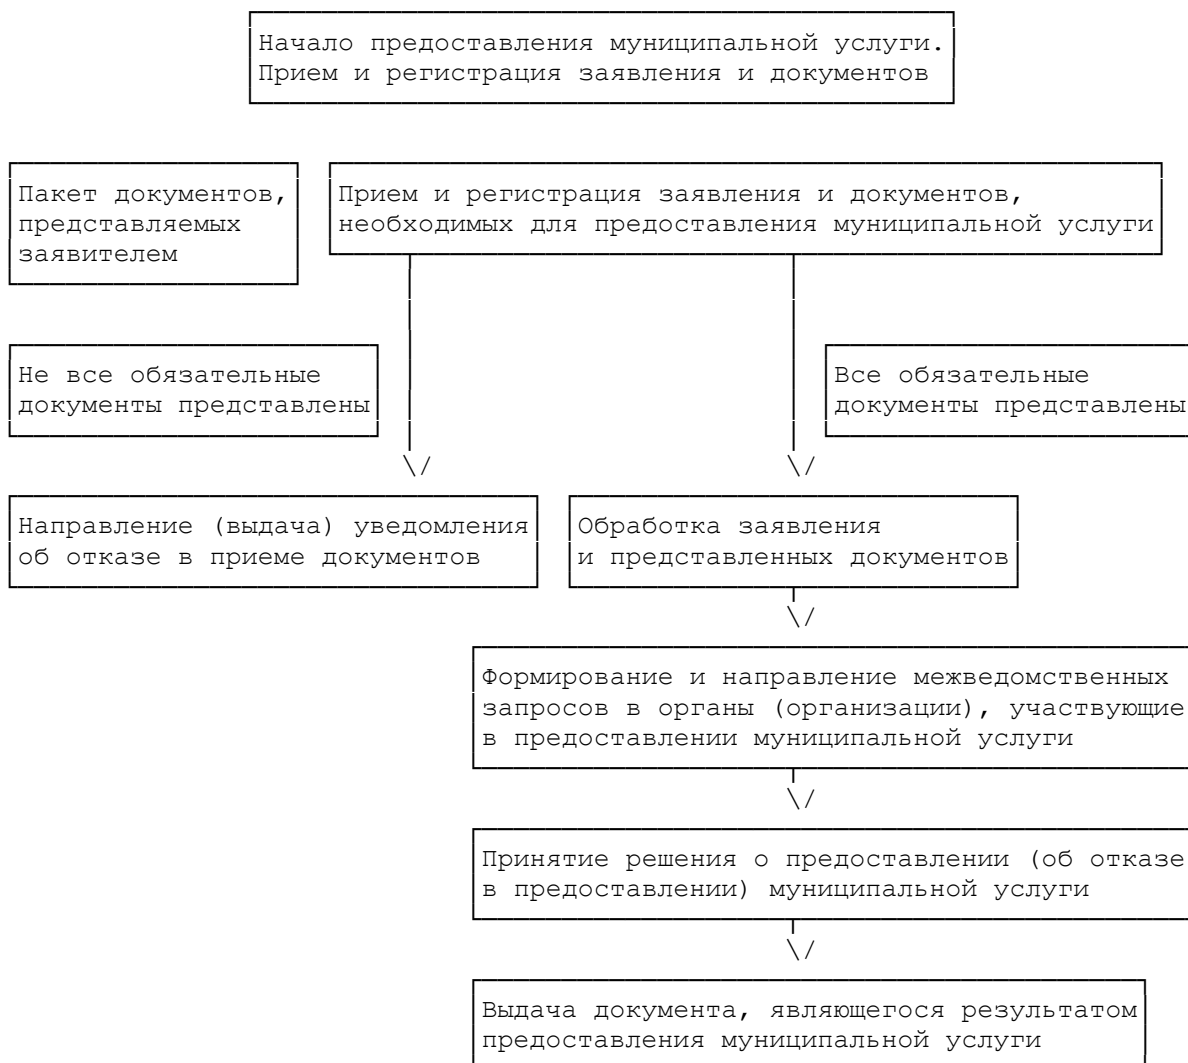 Начало предоставления муниципальной услуги.
Прием и регистрация заявления и документов
Пакет документов,
представляемых
заявителем
Прием и регистрация заявления и документов,
необходимых для предоставления муниципальной услуги
Не все обязательные
документы представлены
Все обязательные
документы представлены
Направление (выдача) уведомления
об отказе в приеме документов
Обработка заявления
и представленных документов
Формирование и направление межведомственных
запросов в органы (организации), участвующие
в предоставлении муниципальной услуги
Принятие решения о предоставлении (об отказе
в предоставлении) муниципальной услуги
Выдача документа, являющегося результатом
предоставления муниципальной услуги